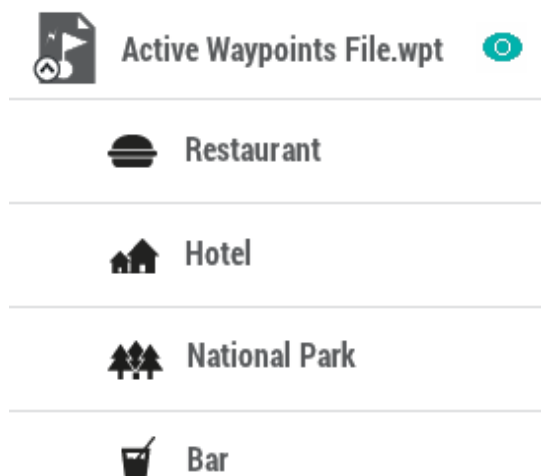 Active Waypoints File.wpt
Restaurant
Hotel
National Park
Bar